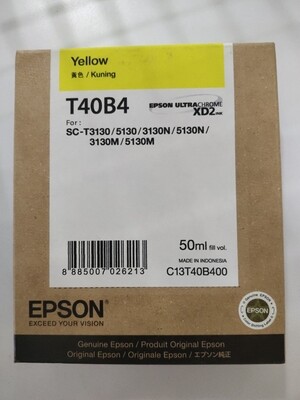 Yellow
黃色 / Kuning
T40B4
EPSON ULTRACHROME XD2
For :
SC-T3130 / 5130 / 3130N / 5130N /
3130M / 5130M
50ml fill vol.
MADE IN INDONESIA
8 885007 026213
C13T40B400
EPSON
EXCEED YOUR VISION
Genuine Epson / Produit Original Epson
Original Epson / Originale Epson / エプソン純正
EPSON